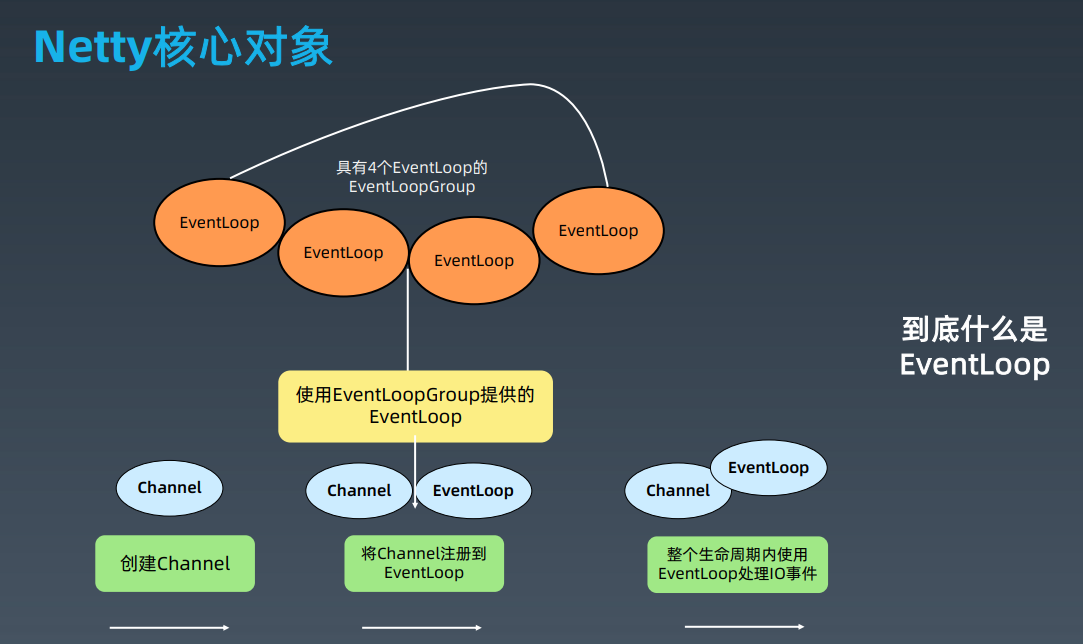 Netty核心对象
具有4个EventLoop的
EventLoopGroup
EventLoop
EventLoop
EventLoop
EventLoop
到底什么是
EventLoop
使用EventLoopGroup提供的
EventLoop
Channel
Channel
EventLoop
Channel
EventLoop
创建Channel
将Channel注册到
EventLoop
整个生命周期内使用
EventLoop处理IO事件